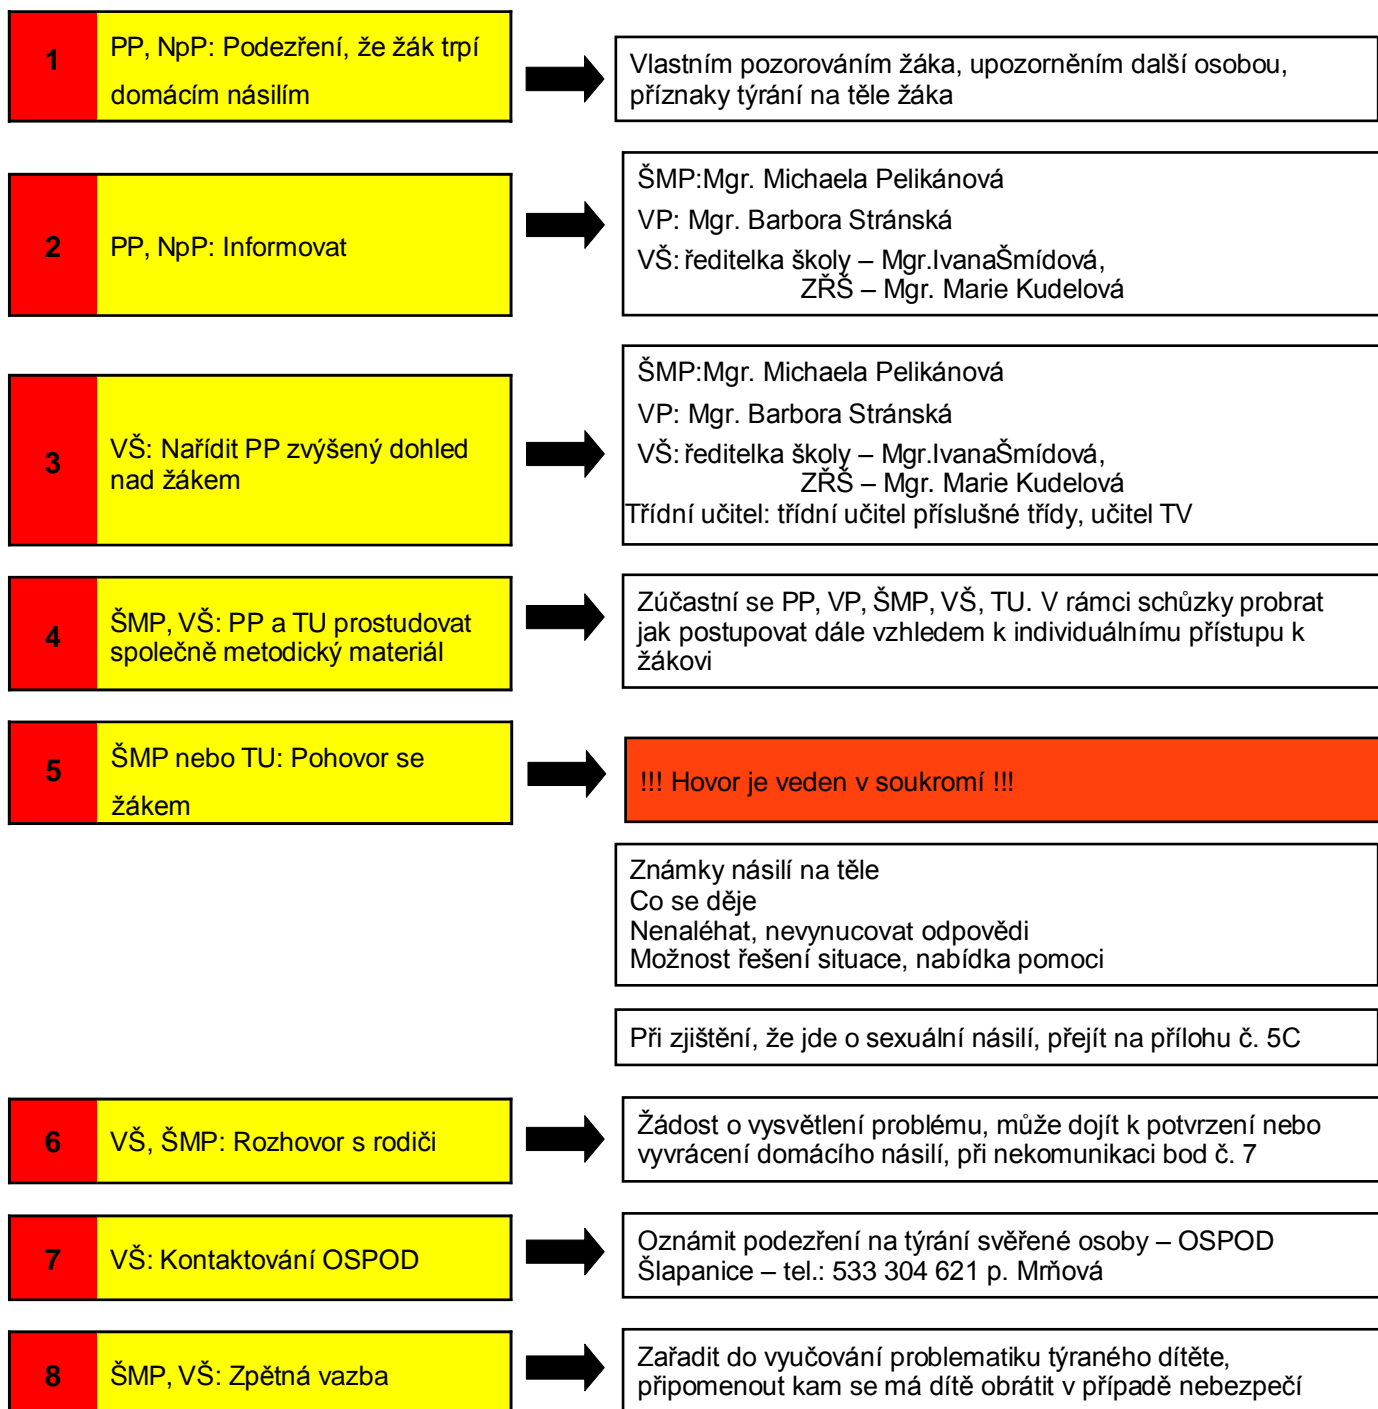 1
PP, NpP: Podezření, že žák trpí
domácím násilím
Vlastním pozorováním žáka, upozorněním další osobou,
příznaky týrání na těle žáka
2
PP, NpP: Informovat
ŠMP:Mgr. Michaela Pelikánová
VP: Mgr. Barbora Stránská
VŠ: ředitelka školy – Mgr.IvanaŠmídová,
ZŘŠ – Mgr. Marie Kudelová
3
VŠ: Nařídit PP zvýšený dohled
nad žákem
ŠMP:Mgr. Michaela Pelikánová
VP: Mgr. Barbora Stránská
VŠ: ředitelka školy – Mgr.IvanaŠmídová,
ZŘŠ – Mgr. Marie Kudelová
Třídní učitel: třídní učitel příslušné třídy, učitel TV
4
ŠMP, VŠ: PP a TU prostudovat
společně metodický materiál
Zúčastní se PP, VP, ŠMP, VŠ, TU. V rámci schůzky probrat
jak postupovat dále vzhledem k individuálnímu přístupu k
žákovi
5
ŠMP nebo TU: Pohovor se
žákem
!!! Hovor je veden v soukromí !!!
Známky násilí na těle
Co se děje
Nenaléhat, nevynucovat odpovědi
Možnost řešení situace, nabídka pomoci
Při zjištění, že jde o sexuální násilí, přejít na přílohu č. 5C
6
VŠ, ŠMP: Rozhovor s rodiči
Žádost o vysvětlení problému, může dojít k potvrzení nebo
vyvrácení domácího násilí, při nekomunikaci bod č. 7
7
VŠ: Kontaktování OSPOD
Oznámit podezření na týrání svěřené osoby – OSPOD
Šlapanice – tel.: 533 304 621 p. Mrňová
8
ŠMP, VŠ: Zpětná vazba
Zařadit do vyučování problematiku týraného dítěte,
připomenout kam se má dítě obrátit v případě nebezpečí